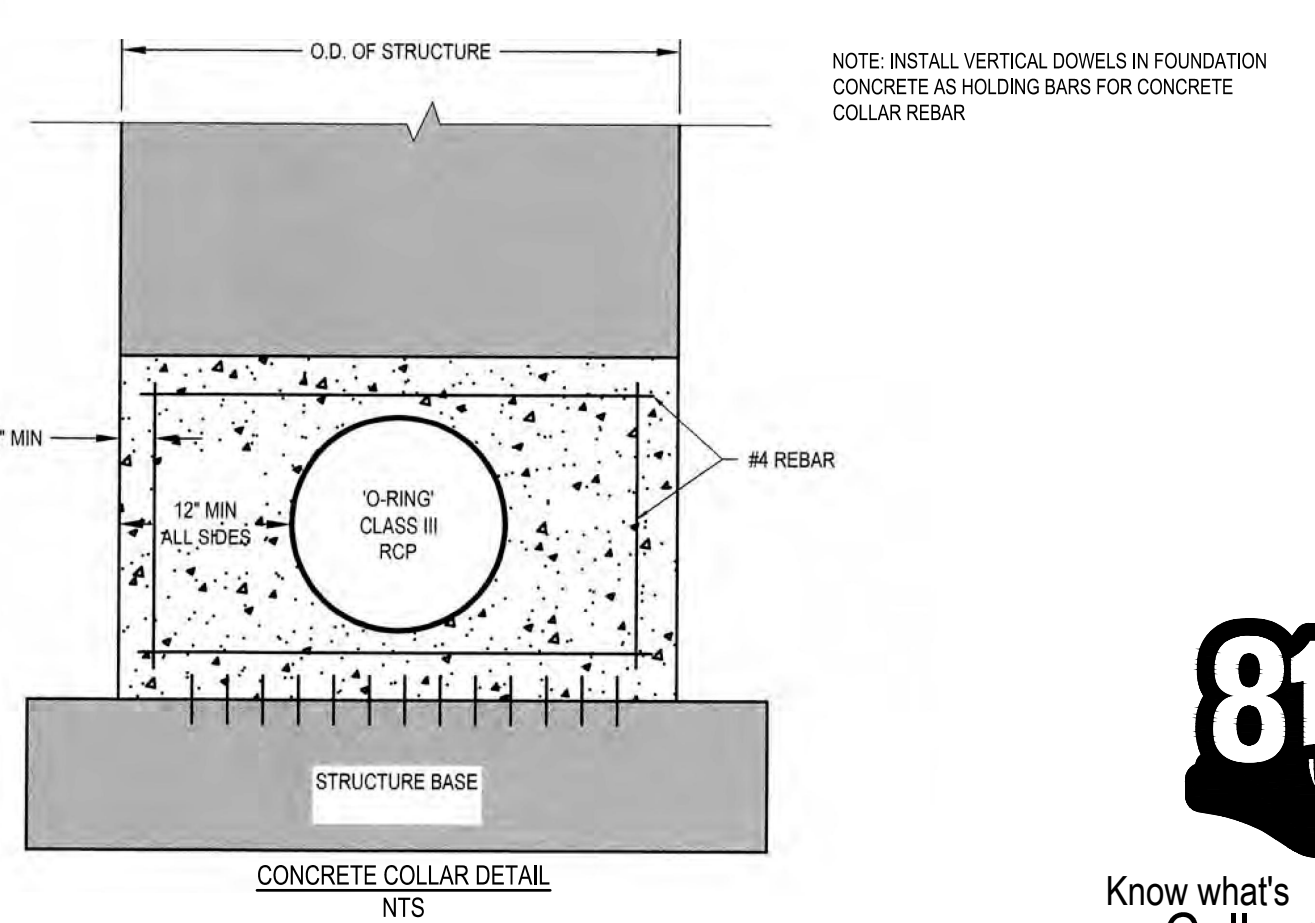 O.D. OF STRUCTURE
NOTE: INSTALL VERTICAL DOWELS IN FOUNDATION
CONCRETE AS HOLDING BARS FOR CONCRETE
COLLAR REBAR
" MIN
#4 REBAR
12" MIN
ALL SIDES
'O-RING'
CLASS III
RCP
STRUCTURE BASE
CONCRETE COLLAR DETAIL
NTS
81
Know what's